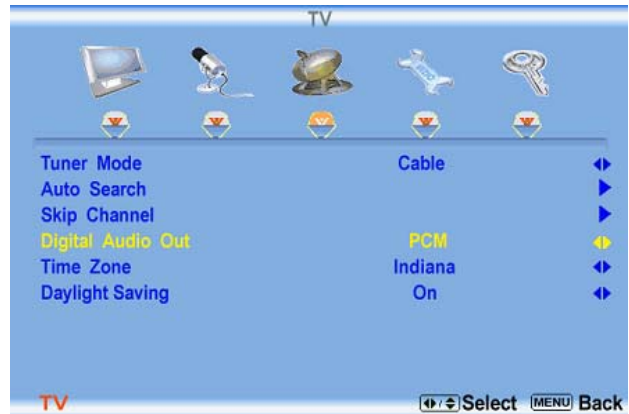 TV
Tuner Mode Cable
Auto Search
Skip Channel
Digital Audio Out PCM
Time Zone Indiana
Daylight Saving On
TV Select MENU Back